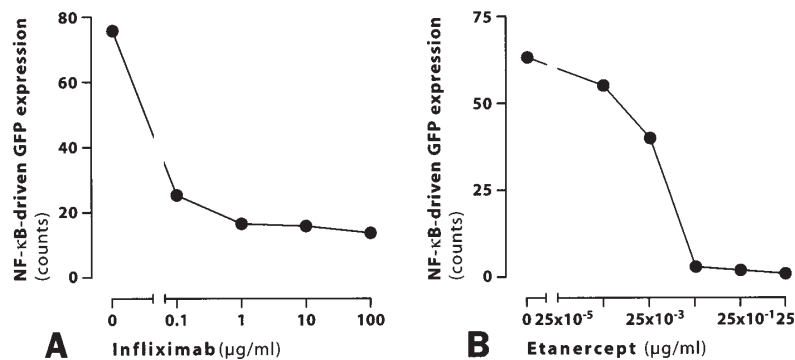 80
60
40
20
0
NF-κB-driven GFP expression
(counts)
0 0.1 1 10 100
A
Infliximab (μg/ml)
75
50
25
0
NF-κB-driven GFP expression
(counts)
0 25x10-5 25x10-3 25x10-1 25
B
Etanercept (μg/ml)